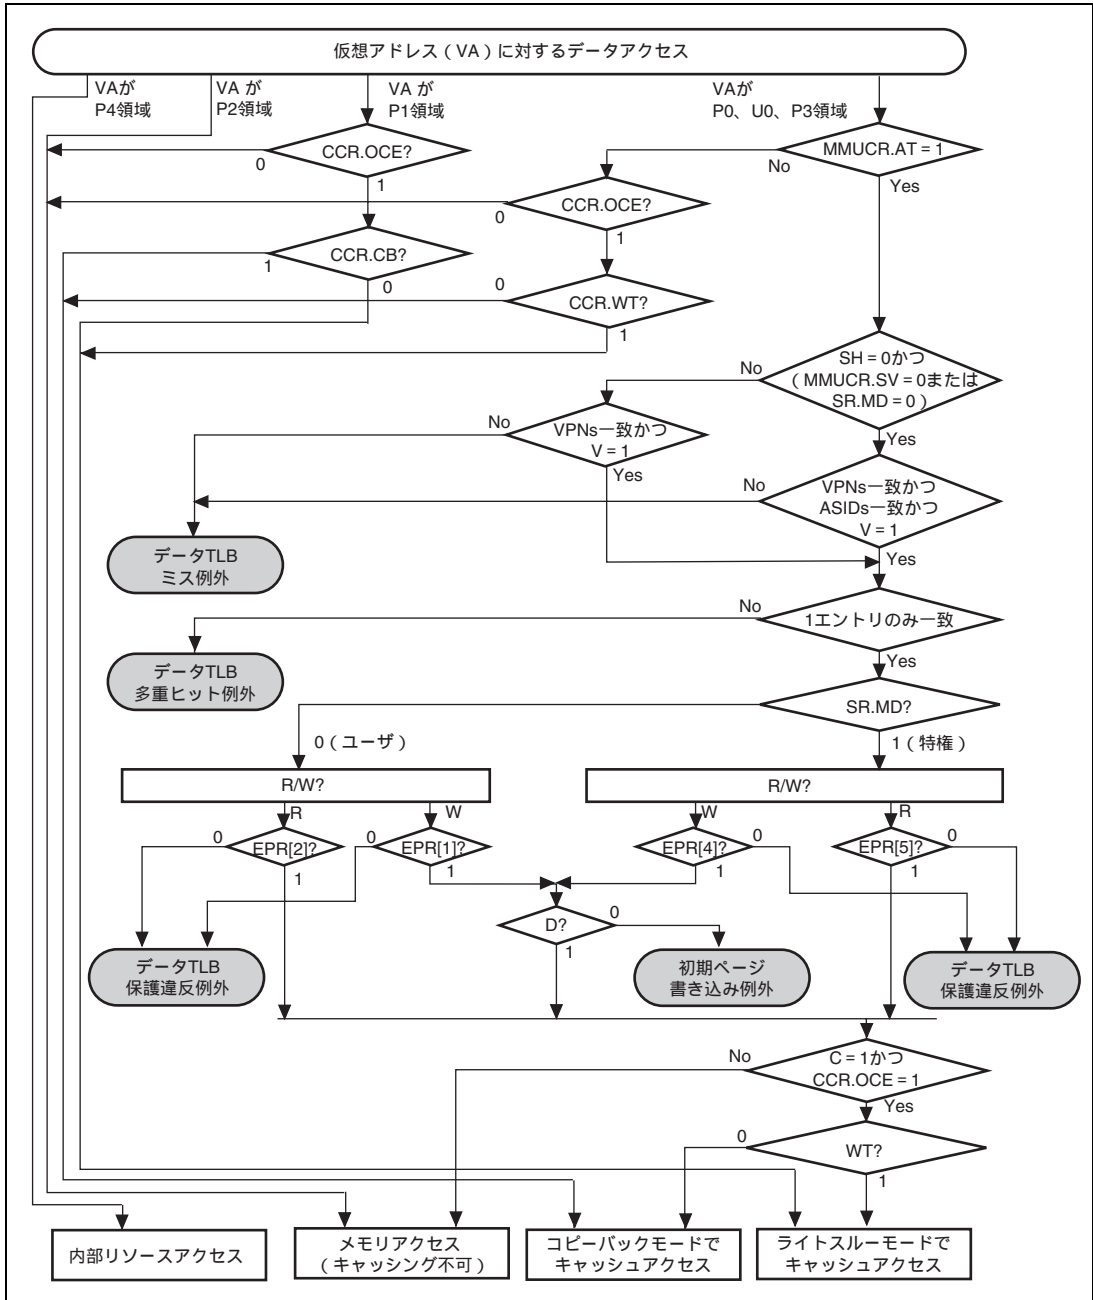 仮想アドレス（VA）に対するデータアクセス
VAが
P4領域
VA が
P2領域
VA が
P1領域
VAが
P0、U0、P3領域
CCR.OCE?
0
1
MMUCR.AT = 1
No
Yes
CCR.OCE?
0
1
CCR.CB?
1
0
CCR.WT?
0
1
SH = 0かつ
（MMUCR.SV = 0または
SR.MD = 0）
No
Yes
VPNs一致かつ
V = 1
No
Yes
VPNs一致かつ
ASIDs一致かつ
V = 1
No
Yes
データTLB
ミス例外
1エントリのみ一致
No
Yes
データTLB
多重ヒット例外
SR.MD?
0（ユーザ）
1（特権）
R/W?
R/W?
R
W
W
R
EPR[2]?
0
1
EPR[1]?
0
1
EPR[4]?
0
1
EPR[5]?
0
1
D?
0
1
データTLB
保護違反例外
初期ページ
書き込み例外
データTLB
保護違反例外
C = 1かつ
CCR.OCE = 1
No
Yes
WT?
0
1
内部リソースアクセス
メモリアクセス
（キャッシング不可）
コピーバックモードで
キャッシュアクセス
ライトスルーモードで
キャッシュアクセス